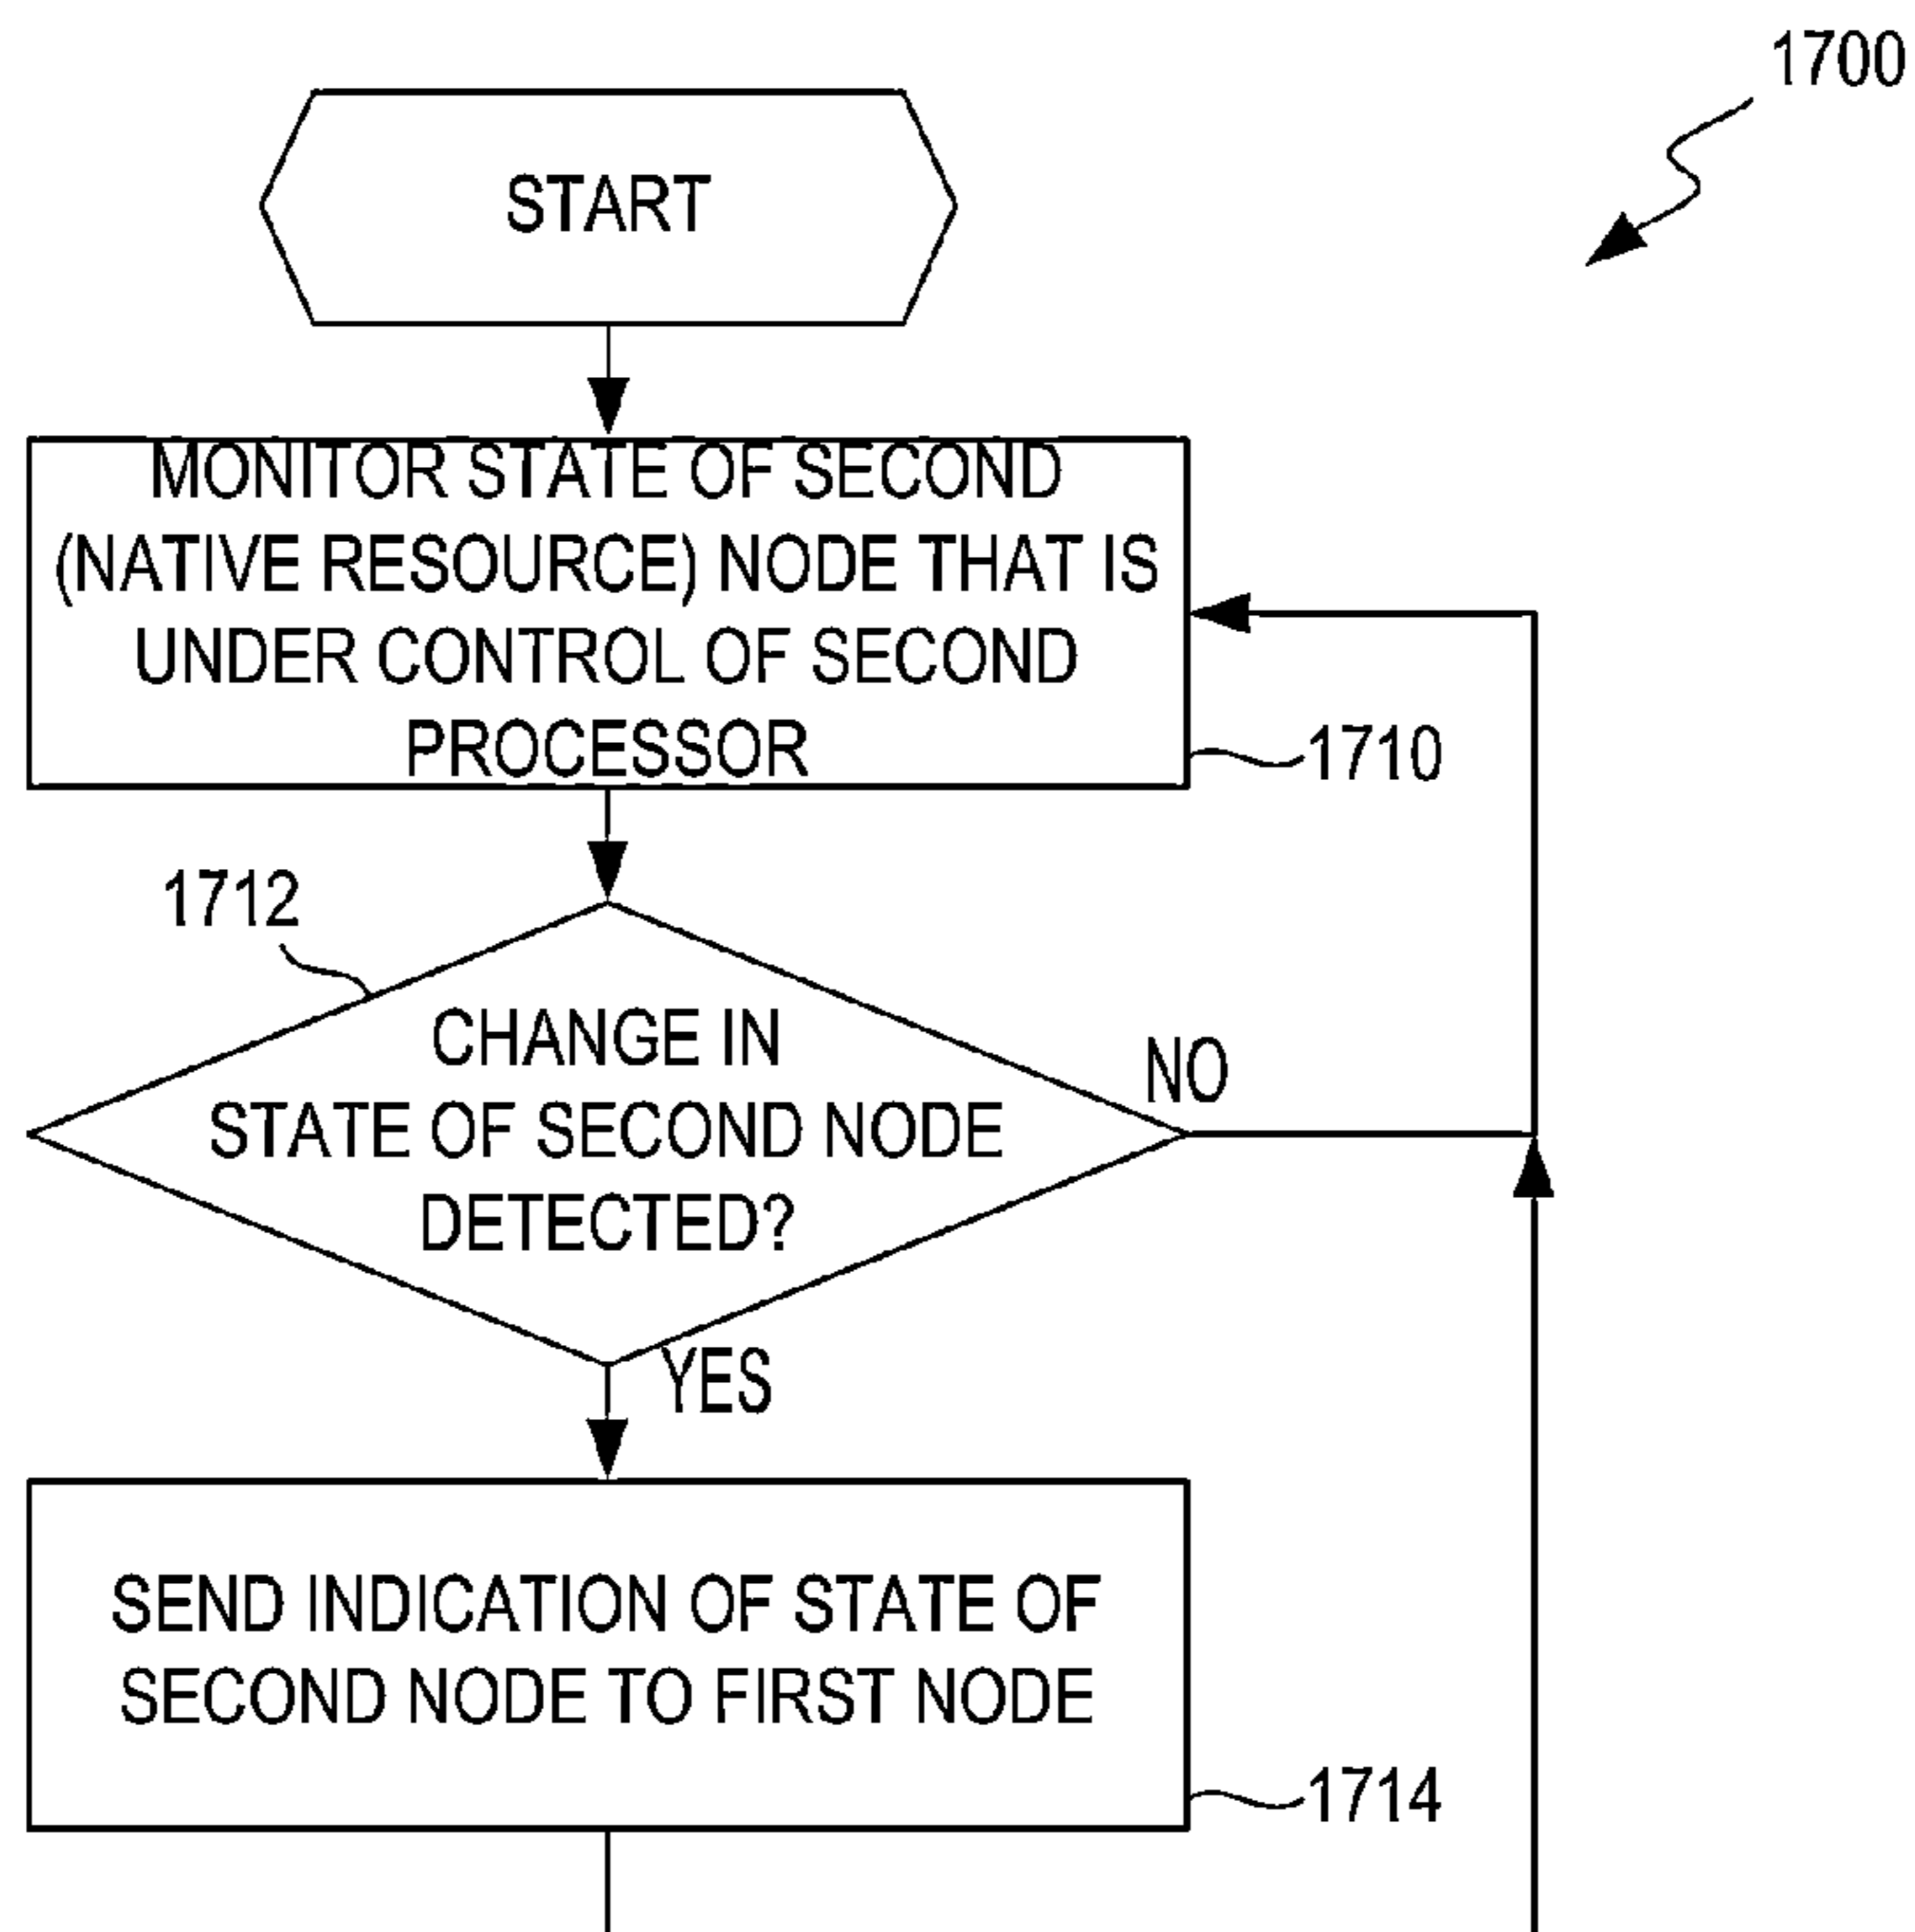 1700
START
MONITOR STATE OF SECOND
(NATIVE RESOURCE) NODE THAT IS
UNDER CONTROL OF SECOND
PROCESSOR
1710
1712
CHANGE IN
STATE OF SECOND NODE
DETECTED?
NO
YES
SEND INDICATION OF STATE OF
SECOND NODE TO FIRST NODE
1714